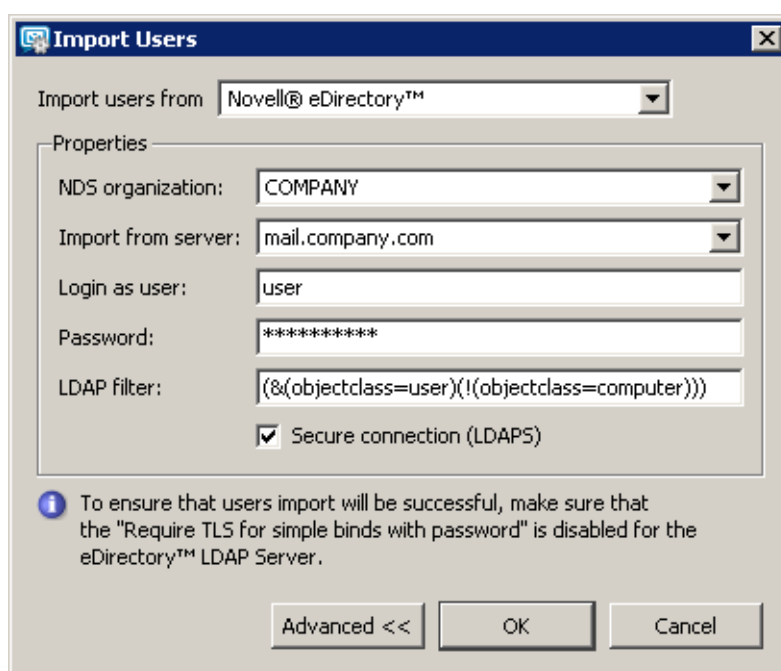 Import Users
Import users from Novell® eDirectory™
Properties
NDS organization: COMPANY
Import from server: mail.company.com
Login as user: user
Password: **********
LDAP filter: (&(objectclass=user)(!(objectclass=computer)))
Secure connection (LDAPS)
To ensure that users import will be successful, make sure that
the "Require TLS for simple binds with password" is disabled for the
eDirectory™ LDAP Server.
Advanced << OK Cancel